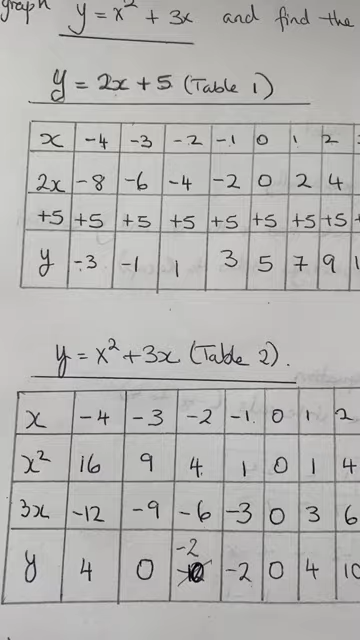 graph y = x² + 3x and find the
y = 2x + 5 (Table 1)
x -4 -3 -2 -1 0 1 2
2x -8 -6 -4 -2 0 2 4
+5 +5 +5 +5 +5 +5 +5 +5
y -3 -1 1 3 5 7 9 1
y = x² + 3x (Table 2).
x -4 -3 -2 -1 0 1 2
x² 16 9 4 1 0 1 4
3x -12 -9 -6 -3 0 3 6
y 4 0 -2 -2 0 4 10